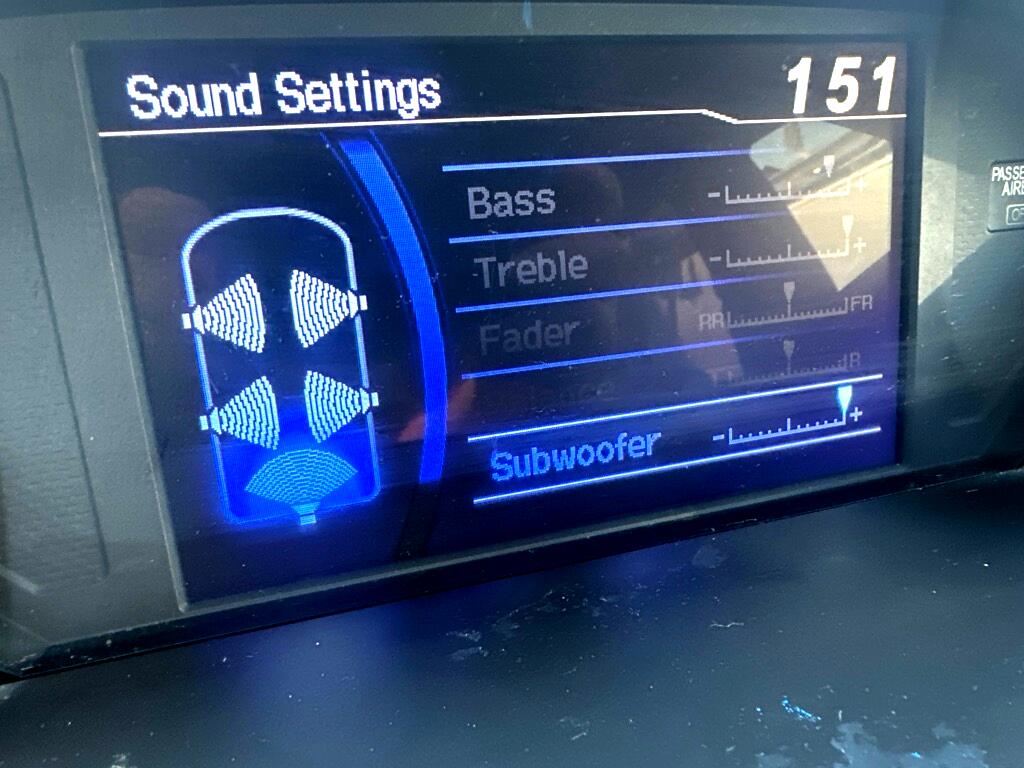 Sound Settings 151
Bass - +
Treble - +
Fader RR FR
R
Subwoofer - +
PASSE
AIRB